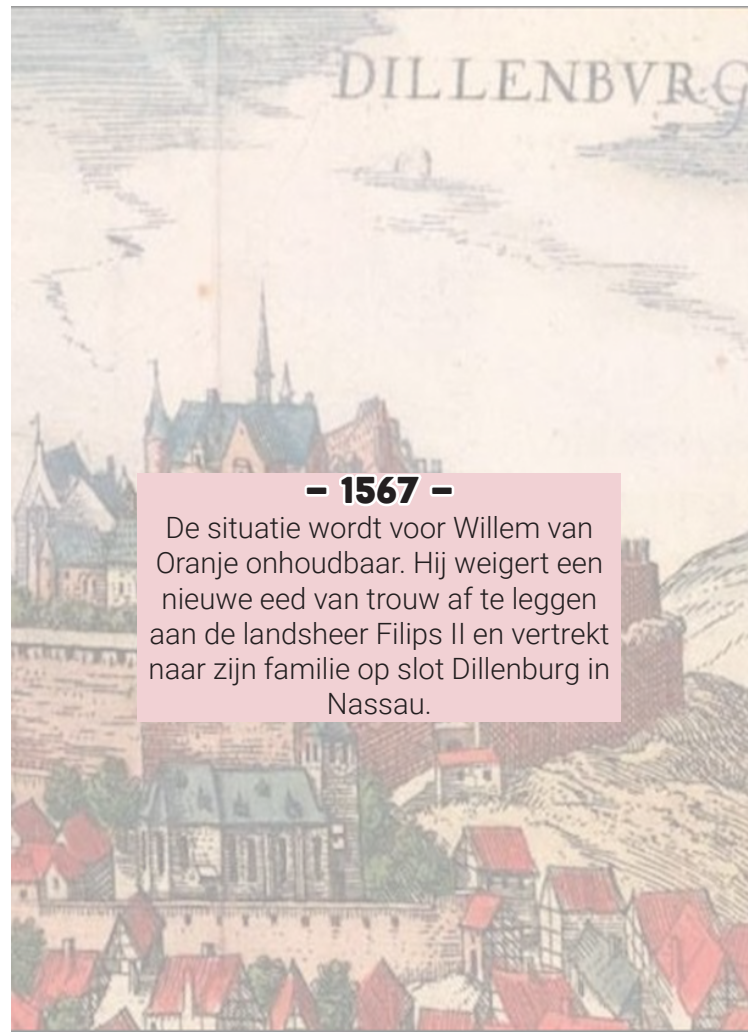 DILLENBVRG
– 1567 –
De situatie wordt voor Willem van
Oranje onhoudbaar. Hij weigert een
nieuwe eed van trouw af te leggen
aan de landsheer Filips II en vertrekt
naar zijn familie op slot Dillenburg in
Nassau.